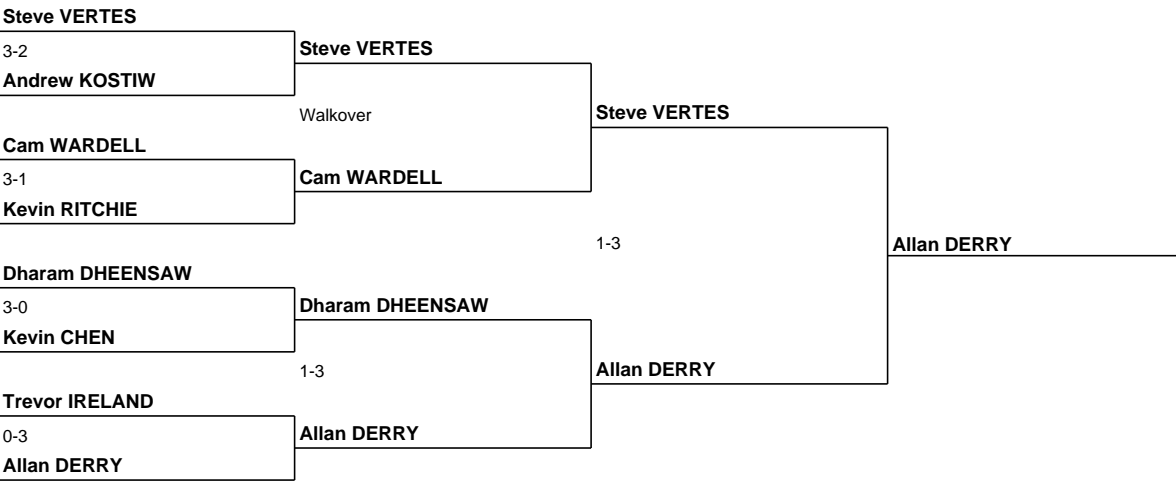 Steve VERTES
3-2
Steve VERTES
Andrew KOSTIW
Walkover
Steve VERTES
Cam WARDELL
3-1
Cam WARDELL
Kevin RITCHIE
1-3
Allan DERRY
Dharam DHEENSAW
3-0
Dharam DHEENSAW
Kevin CHEN
1-3
Allan DERRY
Trevor IRELAND
0-3
Allan DERRY
Allan DERRY